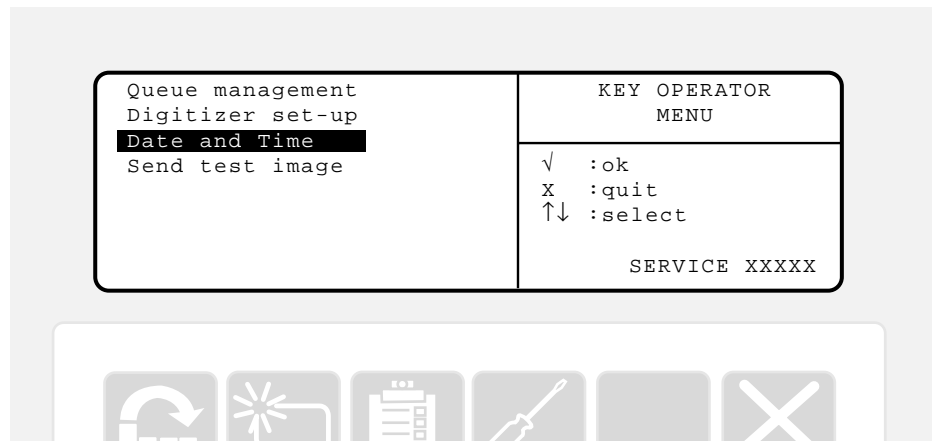 Queue management
Digitizer set-up
Date and Time
Send test image
KEY OPERATOR
MENU
√ :ok
X :quit
↑↓ :select
SERVICE XXXXX